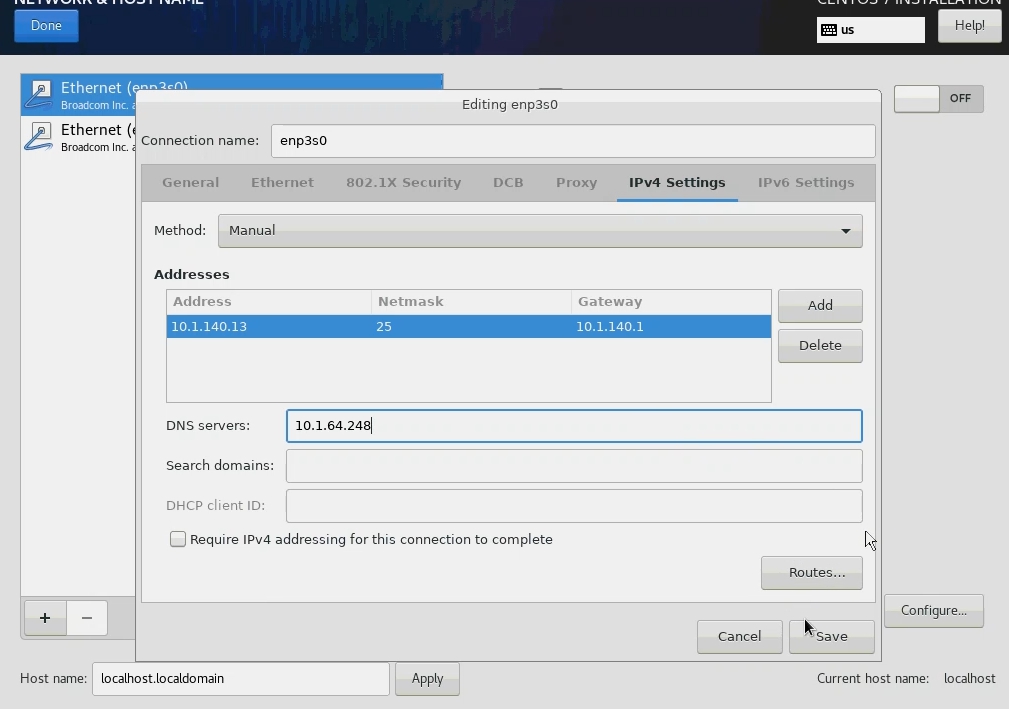 NETWORK & HOST NAME
CENTOS 7 INSTALLATION
Done
us
Help!
Ethernet (enp3s0)
Broadcom Inc. a
Ethernet (e
Broadcom Inc. a
OFF
Editing enp3s0
Connection name: enp3s0
General Ethernet 802.1X Security DCB Proxy IPv4 Settings IPv6 Settings
Method: Manual
Addresses
Address Netmask Gateway
10.1.140.13 25 10.1.140.1
Add
Delete
DNS servers: 10.1.64.248
Search domains:
DHCP client ID:
Require IPv4 addressing for this connection to complete
Routes...
+ −
Configure...
Cancel Save
Host name: localhost.localdomain Apply Current host name: localhost